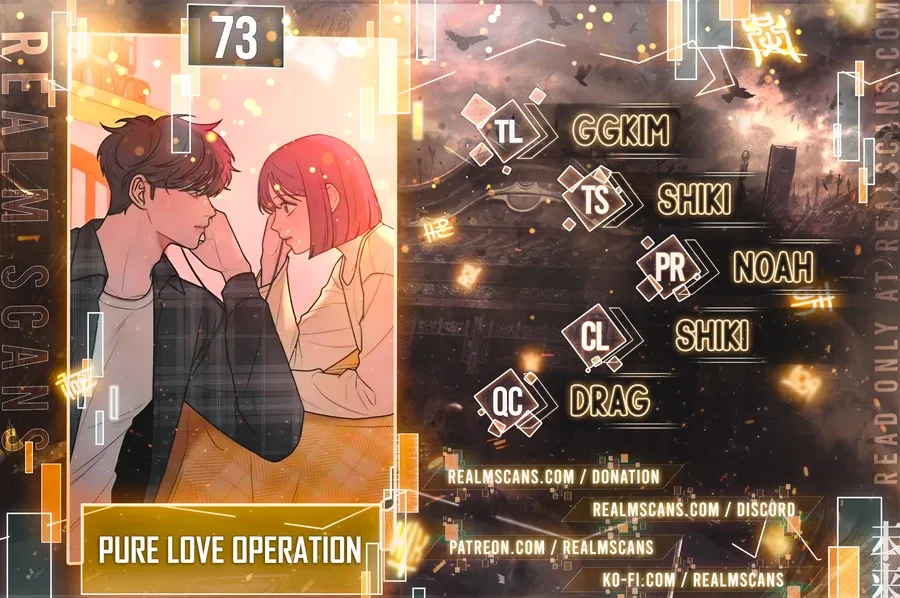 73
REALM SCANS
PURE LOVE OPERATION
TL GGKIM
TS SHIKI
PR NOAH
CL SHIKI
QC DRAG
REALMSCANS.COM / DONATION
REALMSCANS.COM / DISCORD
PATREON.COM / REALMSCANS
KO-FI.COM / REALMSCANS
READ ONLY AT REALMSCANS.COM